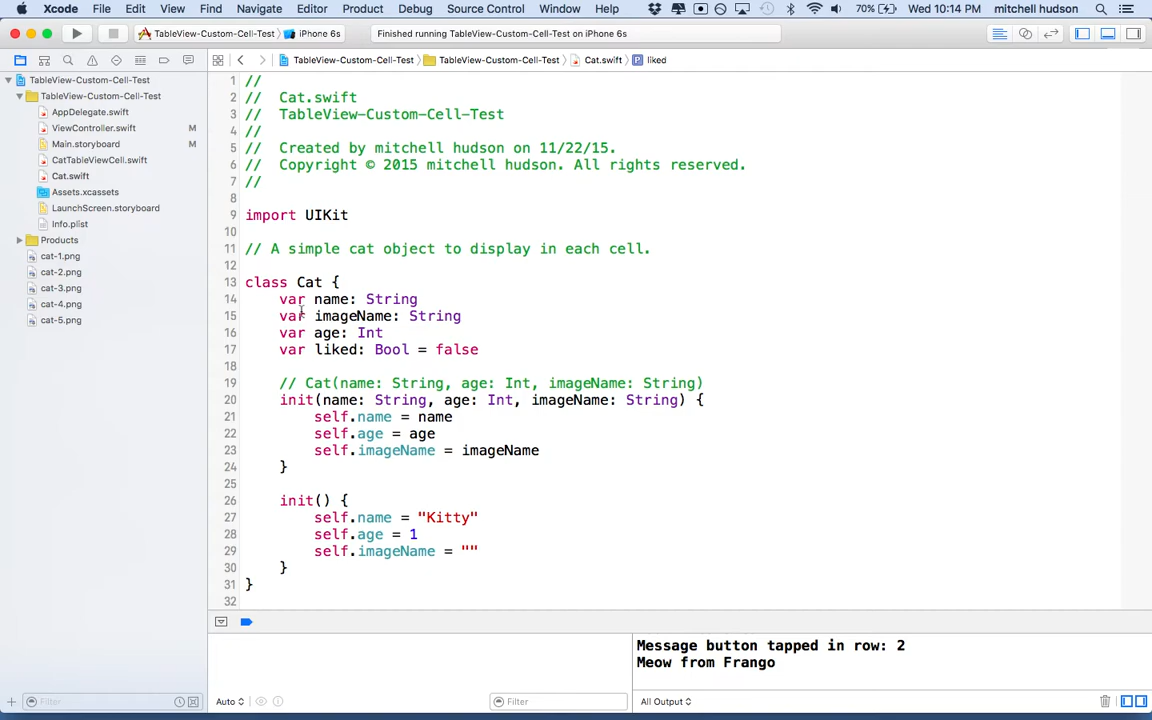 Xcode File Edit View Find Navigate Editor Product Debug Source Control Window Help 70% Wed 10:14 PM mitchell hudson
TableView-Custom-Cell-Test iPhone 6s Finished running TableView-Custom-Cell-Test on iPhone 6s
TableView-Custom-Cell-Test TableView-Custom-Cell-Test Cat.swift P liked
TableView-Custom-Cell-Test
TableView-Custom-Cell-Test
AppDelegate.swift
ViewController.swift M
Main.storyboard M
CatTableViewCell.swift
Cat.swift
Assets.xcassets
LaunchScreen.storyboard
Info.plist
Products
cat-1.png
cat-2.png
cat-3.png
cat-4.png
cat-5.png
Filter
1 //
2 // Cat.swift
3 // TableView-Custom-Cell-Test
4 //
5 // Created by mitchell hudson on 11/22/15.
6 // Copyright © 2015 mitchell hudson. All rights reserved.
7 //
8
9 import UIKit
10
11 // A simple cat object to display in each cell.
12
13 class Cat {
14 var name: String
15 var imageName: String
16 var age: Int
17 var liked: Bool = false
18
19 // Cat(name: String, age: Int, imageName: String)
20 init(name: String, age: Int, imageName: String) {
21 self.name = name
22 self.age = age
23 self.imageName = imageName
24 }
25
26 init() {
27 self.name = "Kitty"
28 self.age = 1
29 self.imageName = ""
30 }
31 }
32
Message button tapped in row: 2
Meow from Frango
Auto Filter All Output